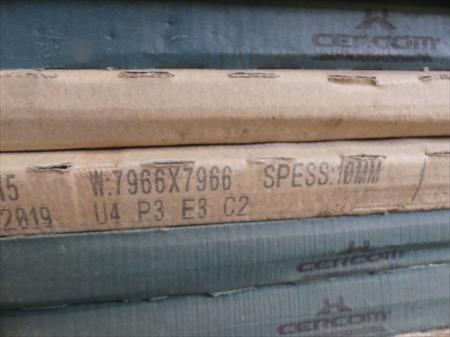 CERCOM
W:7966X7966 SPESS:10MM
2019 U4 P3 E3 C2
CERCOM
CERCOM